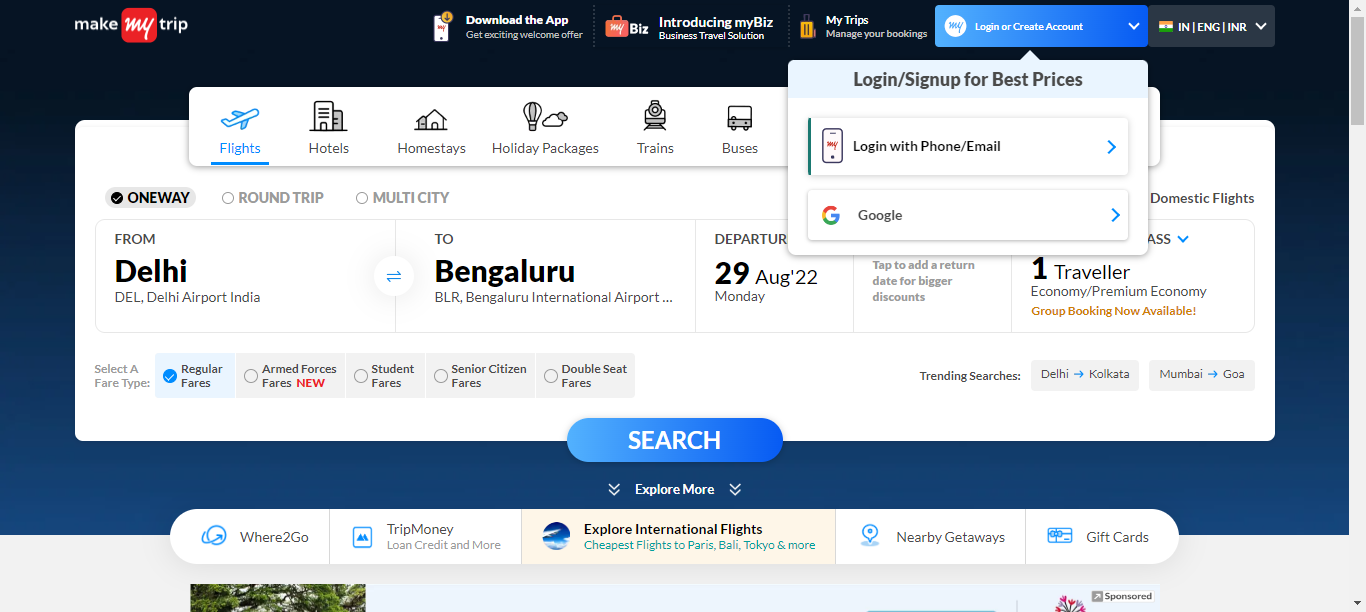 make my trip
Download the App
Get exciting welcome offer
my Biz
Introducing myBiz
Business Travel Solution
My Trips
Manage your bookings
my Login or Create Account
IN | ENG | INR
Login/Signup for Best Prices
my Login with Phone/Email
Google
Flights
Hotels
Homestays
Holiday Packages
Trains
Buses
ONEWAY
ROUND TRIP
MULTI CITY
Domestic Flights
FROM
Delhi
DEL, Delhi Airport India
TO
Bengaluru
BLR, Bengaluru International Airport ...
DEPARTUR
29 Aug'22
Monday
Tap to add a return
date for bigger
discounts
ASS
1 Traveller
Economy/Premium Economy
Group Booking Now Available!
Select A
Fare Type:
Regular
Fares
Armed Forces
Fares NEW
Student
Fares
Senior Citizen
Fares
Double Seat
Fares
Trending Searches:
Delhi → Kolkata
Mumbai → Goa
SEARCH
Explore More
Where2Go
TripMoney
Loan Credit and More
Explore International Flights
Cheapest Flights to Paris, Bali, Tokyo & more
Nearby Getaways
Gift Cards
Sponsored